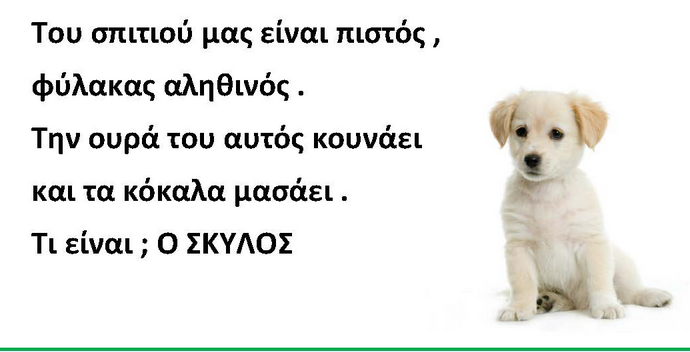 Του σπιτιού μας είναι πιστός ,
φύλακας αληθινός .
Την ουρά του αυτός κουνάει
και τα κόκαλα μασάει .
Τι είναι ; Ο ΣΚΥΛΟΣ